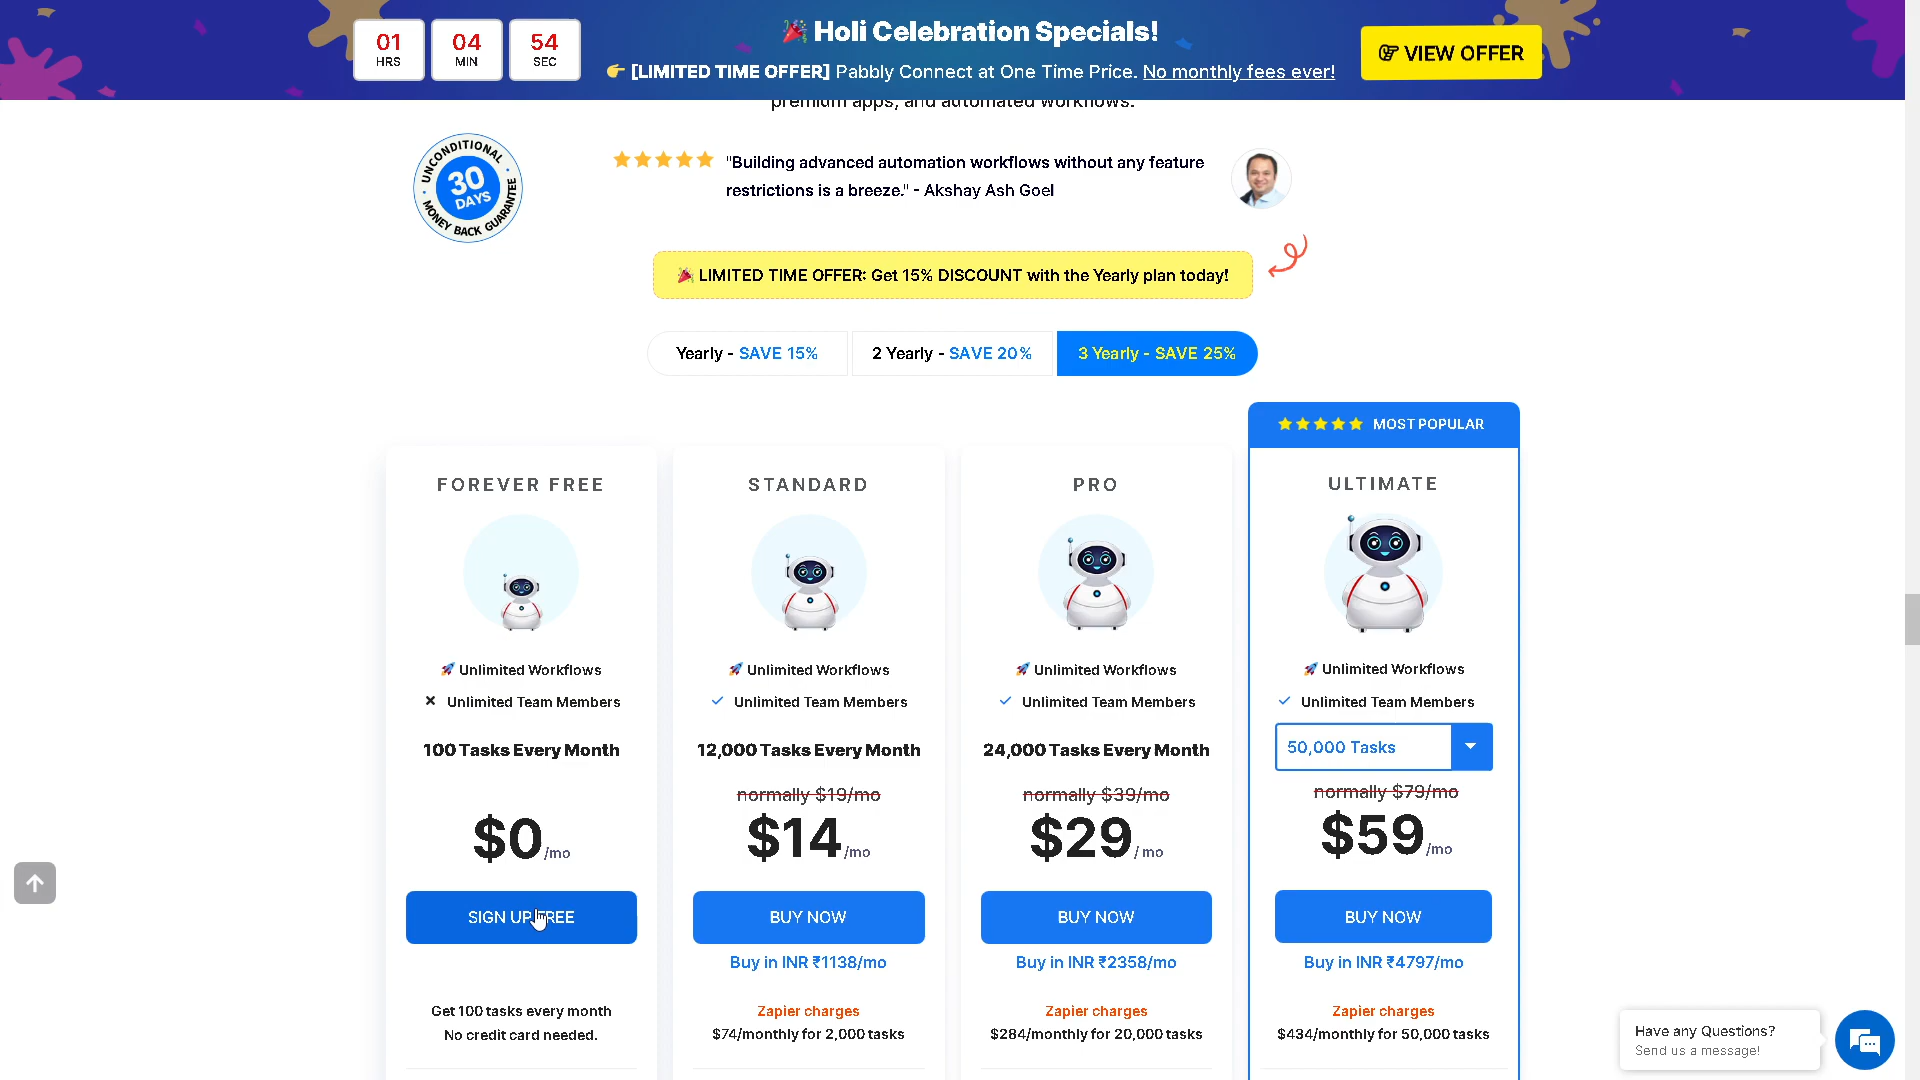 01
HRS
04
MIN
54
SEC
Holi Celebration Specials!
[LIMITED TIME OFFER] Pabbly Connect at One Time Price. No monthly fees ever!
VIEW OFFER
premium apps, and automated workflows.
UNCONDITIONAL
30
DAYS
MONEY BACK GUARANTEE
"Building advanced automation workflows without any feature
restrictions is a breeze." - Akshay Ash Goel
LIMITED TIME OFFER: Get 15% DISCOUNT with the Yearly plan today!
Yearly - SAVE 15%
2 Yearly - SAVE 20%
3 Yearly - SAVE 25%
FOREVER FREE
Unlimited Workflows
Unlimited Team Members
100 Tasks Every Month
$0/mo
SIGN UP FREE
Get 100 tasks every month
No credit card needed.
STANDARD
Unlimited Workflows
Unlimited Team Members
12,000 Tasks Every Month
normally $19/mo
$14/mo
BUY NOW
Buy in INR ₹1138/mo
Zapier charges
$74/monthly for 2,000 tasks
PRO
Unlimited Workflows
Unlimited Team Members
24,000 Tasks Every Month
normally $39/mo
$29/mo
BUY NOW
Buy in INR ₹2358/mo
Zapier charges
$284/monthly for 20,000 tasks
MOST POPULAR
ULTIMATE
Unlimited Workflows
Unlimited Team Members
50,000 Tasks
normally $79/mo
$59/mo
BUY NOW
Buy in INR ₹4797/mo
Zapier charges
$434/monthly for 50,000 tasks
Have any Questions?
Send us a message!